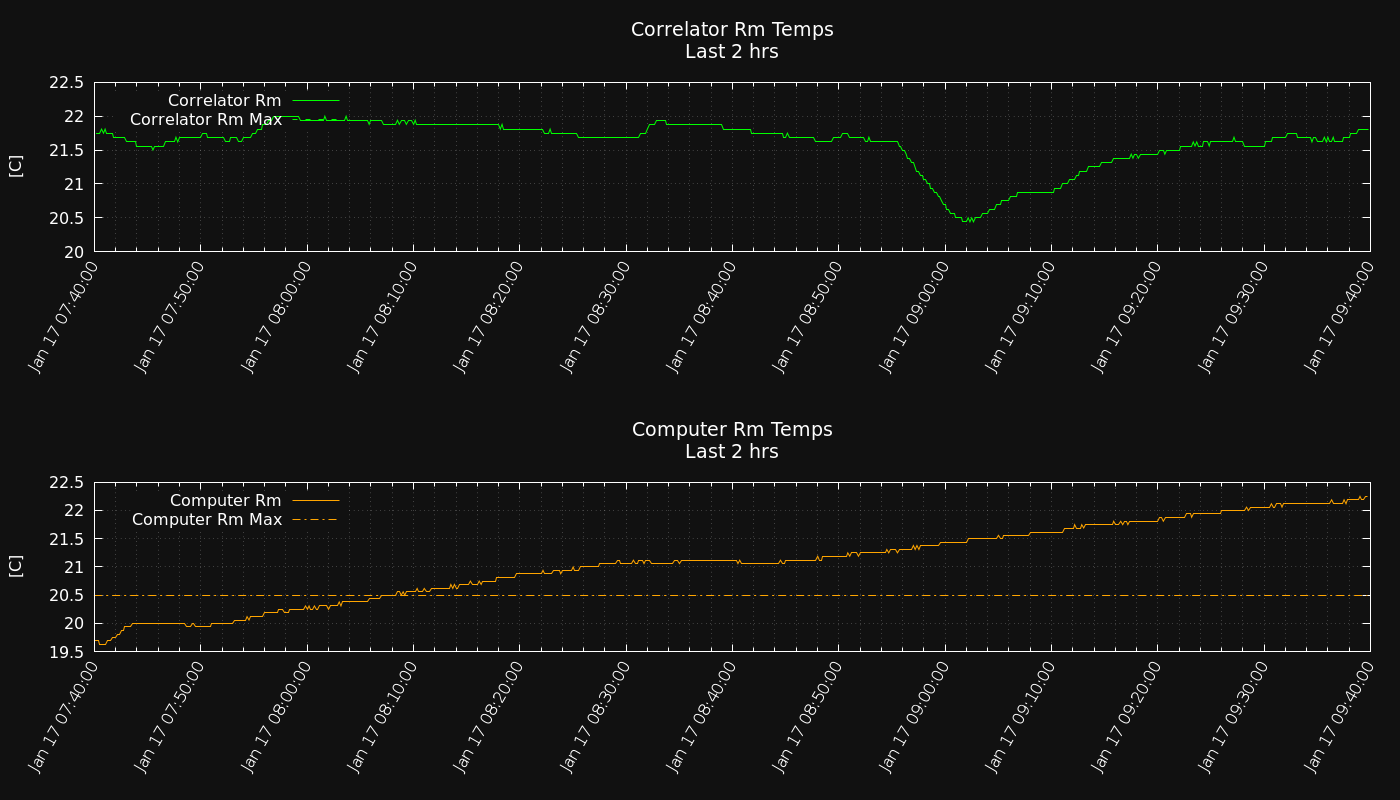 Correlator Rm Temps
Last 2 hrs
22.5
22
21.5
21
20.5
20
[C]
Correlator Rm
Correlator Rm Max
Jan 17 07:40:00
Jan 17 07:50:00
Jan 17 08:00:00
Jan 17 08:10:00
Jan 17 08:20:00
Jan 17 08:30:00
Jan 17 08:40:00
Jan 17 08:50:00
Jan 17 09:00:00
Jan 17 09:10:00
Jan 17 09:20:00
Jan 17 09:30:00
Jan 17 09:40:00
Computer Rm Temps
Last 2 hrs
22.5
22
21.5
21
20.5
20
19.5
[C]
Computer Rm
Computer Rm Max
Jan 17 07:40:00
Jan 17 07:50:00
Jan 17 08:00:00
Jan 17 08:10:00
Jan 17 08:20:00
Jan 17 08:30:00
Jan 17 08:40:00
Jan 17 08:50:00
Jan 17 09:00:00
Jan 17 09:10:00
Jan 17 09:20:00
Jan 17 09:30:00
Jan 17 09:40:00